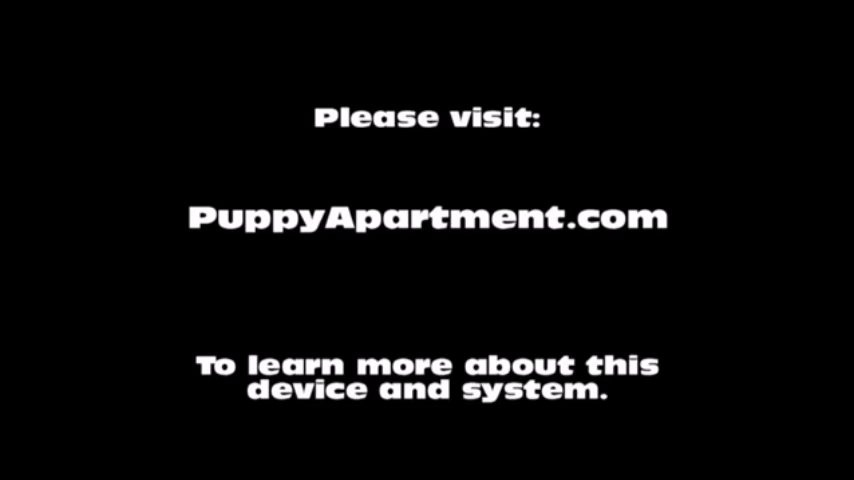 Please visit:
PuppyApartment.com
To learn more about this
device and system.